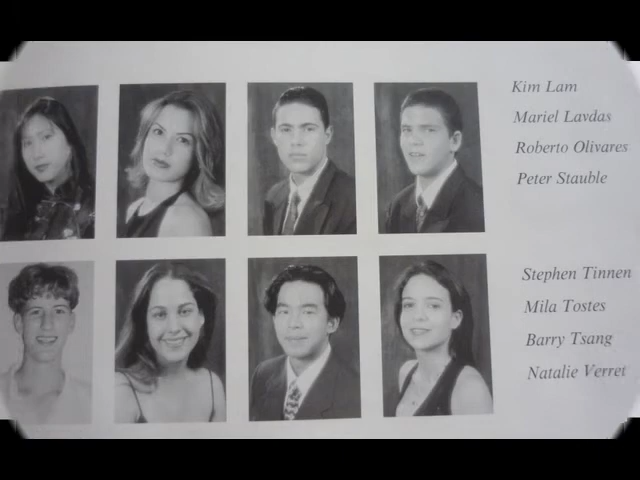 Kim Lam
Mariel Lavdas
Roberto Olivares
Peter Stauble
Stephen Tinnen
Mila Tostes
Barry Tsang
Natalie Verret